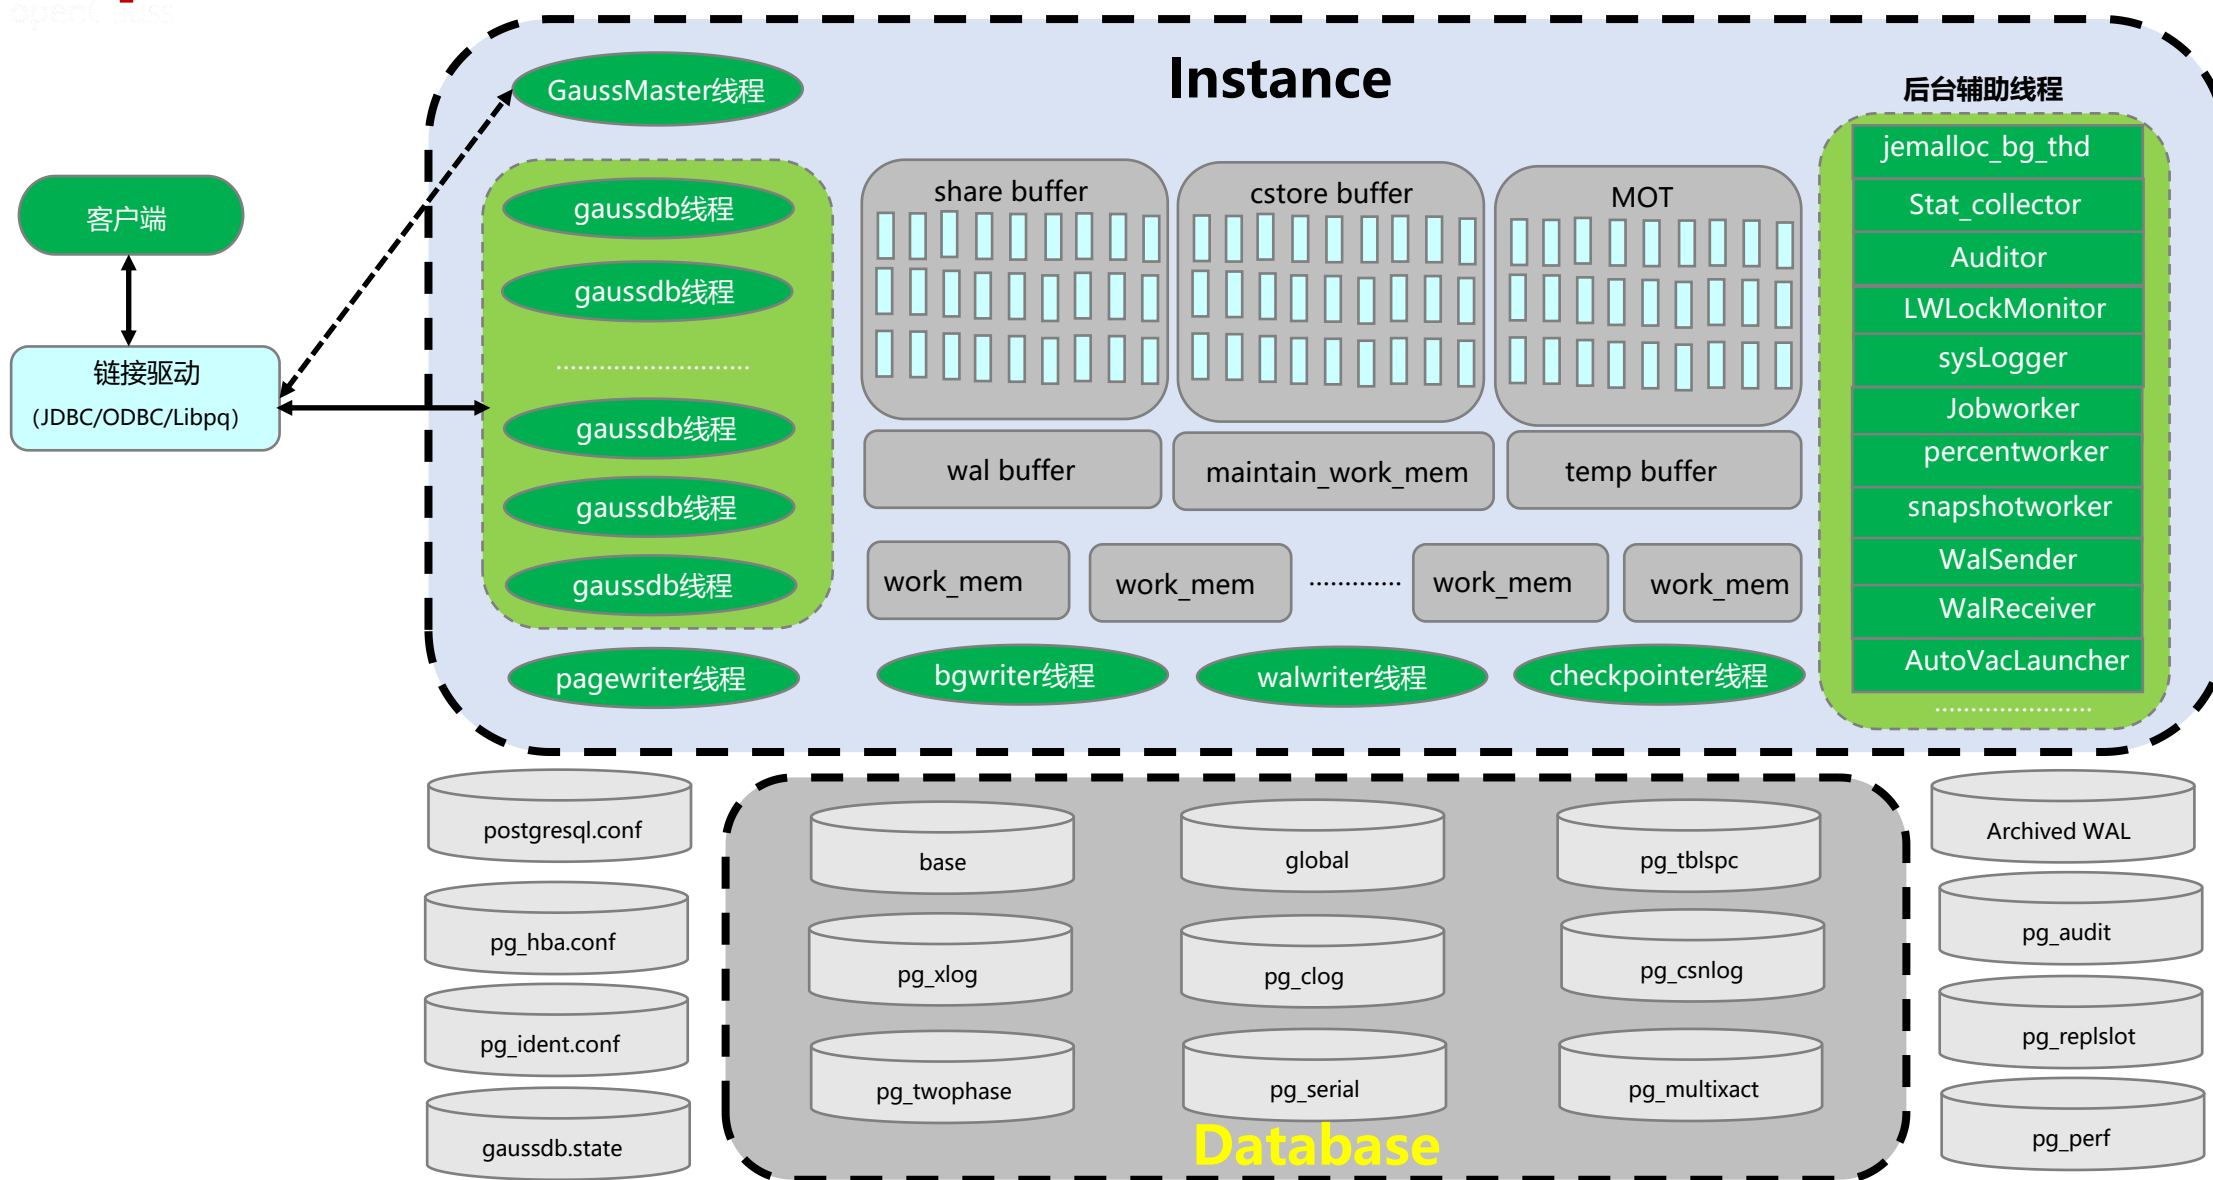 openGauss
Instance
GaussMaster线程
后台辅助线程
客户端
链接驱动
(JDBC/ODBC/Libpq)
gaussdb线程
gaussdb线程
..............................
gaussdb线程
gaussdb线程
gaussdb线程
share buffer
cstore buffer
MOT
wal buffer
maintain_work_mem
temp buffer
work_mem
work_mem
.............
work_mem
work_mem
pagewriter线程
bgwriter线程
walwriter线程
checkpointer线程
jemalloc_bg_thd
Stat_collector
Auditor
LWLockMonitor
sysLogger
Jobworker
percentworker
snapshotworker
WalSender
WalReceiver
AutoVacLauncher
......................
postgresql.conf
pg_hba.conf
pg_ident.conf
gaussdb.state
base
global
pg_tblspc
pg_xlog
pg_clog
pg_csnlog
pg_twophase
pg_serial
pg_multixact
Database
Archived WAL
pg_audit
pg_replslot
pg_perf